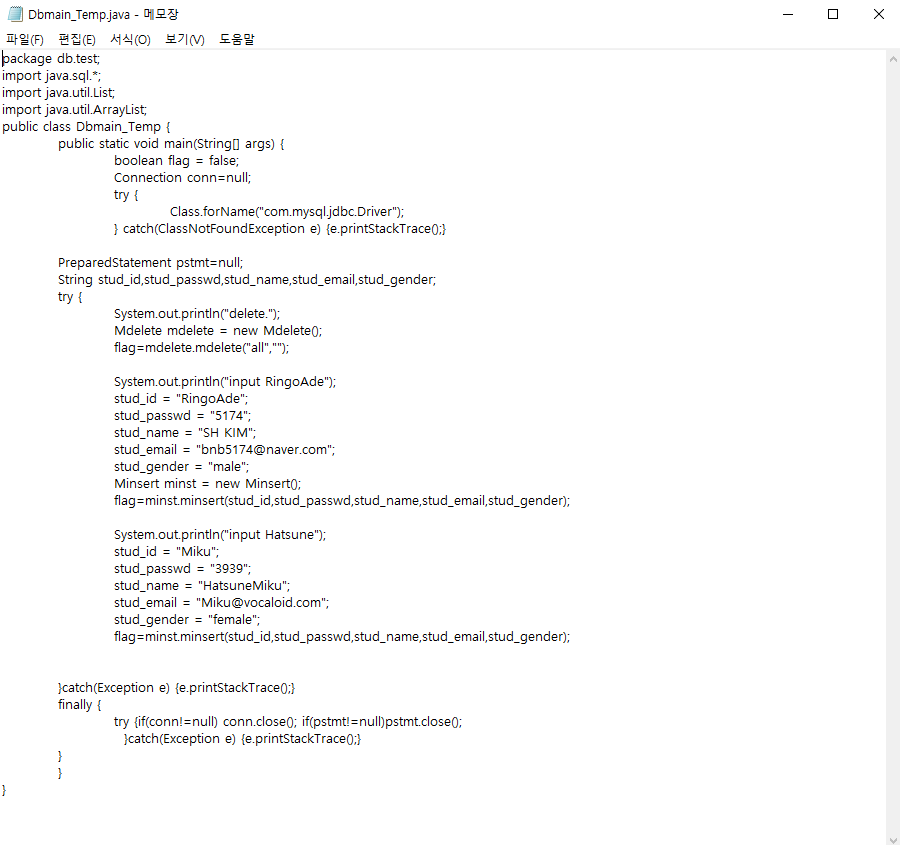 Dbmain_Temp.java - 메모장
파일(F) 편집(E) 서식(O) 보기(V) 도움말
package db.test;
import java.sql.*;
import java.util.List;
import java.util.ArrayList;
public class Dbmain_Temp {
public static void main(String[] args) {
boolean flag = false;
Connection conn=null;
try {
Class.forName("com.mysql.jdbc.Driver");
} catch(ClassNotFoundException e) {e.printStackTrace();}
PreparedStatement pstmt=null;
String stud_id,stud_passwd,stud_name,stud_email,stud_gender;
try {
System.out.println("delete.");
Mdelete mdelete = new Mdelete();
flag=mdelete.mdelete("all","");
System.out.println("input RingoAde");
stud_id = "RingoAde";
stud_passwd = "5174";
stud_name = "SH KIM";
stud_email = "bnb5174@naver.com";
stud_gender = "male";
Minsert minst = new Minsert();
flag=minst.minsert(stud_id,stud_passwd,stud_name,stud_email,stud_gender);
System.out.println("input Hatsune");
stud_id = "Miku";
stud_passwd = "3939";
stud_name = "HatsuneMiku";
stud_email = "Miku@vocaloid.com";
stud_gender = "female";
flag=minst.minsert(stud_id,stud_passwd,stud_name,stud_email,stud_gender);
}catch(Exception e) {e.printStackTrace();}
finally {
try {if(conn!=null) conn.close(); if(pstmt!=null)pstmt.close();
}catch(Exception e) {e.printStackTrace();}
}
}
}